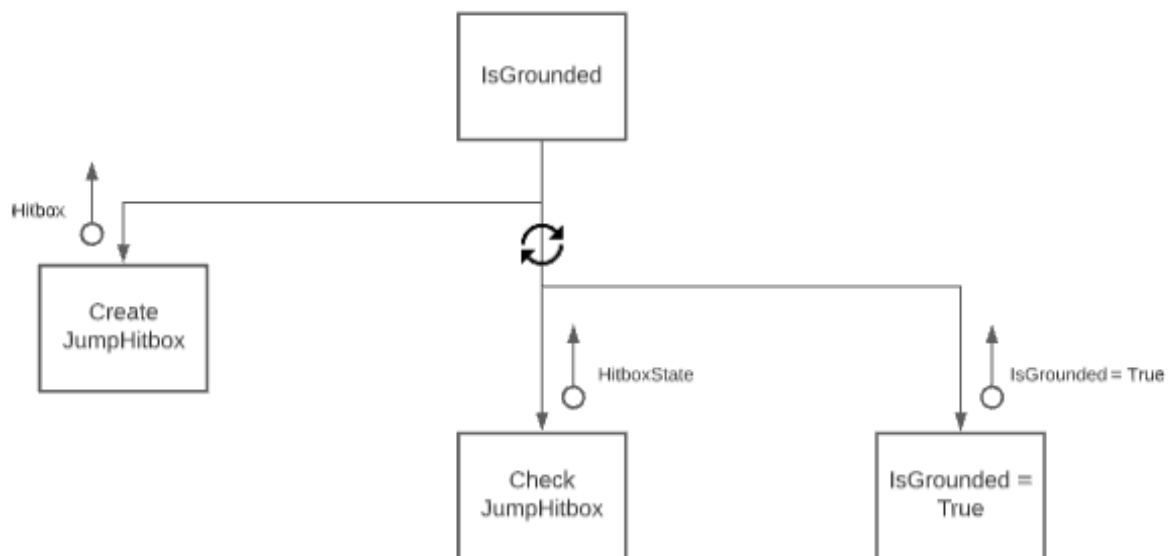 IsGrounded
Hitbox
Create
JumpHitbox
HitboxState
IsGrounded = True
Check
JumpHitbox
IsGrounded =
True